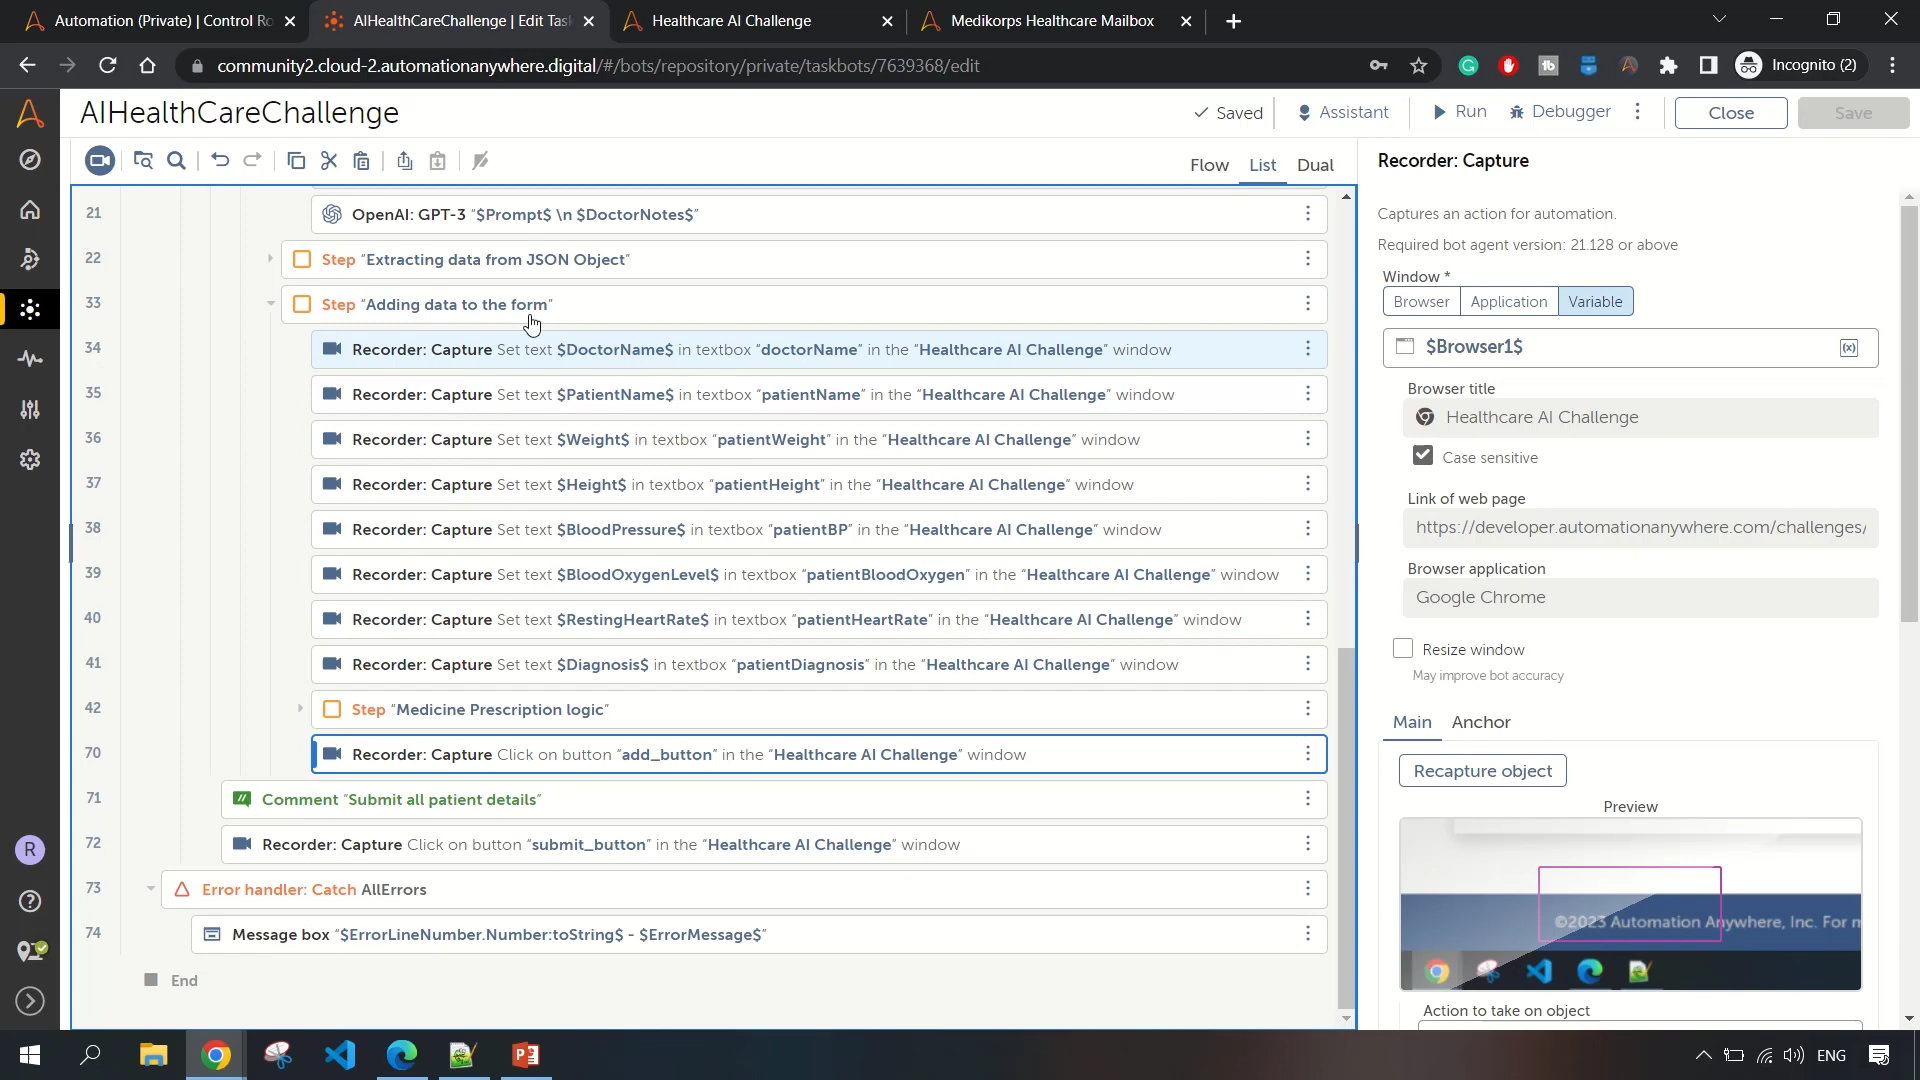 Automation (Private) | Control Ro
AIHealthCareChallenge | Edit Task
Healthcare AI Challenge
Medikorps Healthcare Mailbox
community2.cloud-2.automationanywhere.digital/#/bots/repository/private/taskbots/7639368/edit
Incognito (2)
AIHealthCareChallenge
Saved
Assistant
Run
Debugger
Close
Save
Flow
List
Dual
21 OpenAI: GPT-3 "$Prompt$ \n $DoctorNotes$"
22 Step "Extracting data from JSON Object"
33 Step "Adding data to the form"
34 Recorder: Capture Set text $DoctorName$ in textbox "doctorName" in the "Healthcare AI Challenge" window
35 Recorder: Capture Set text $PatientName$ in textbox "patientName" in the "Healthcare AI Challenge" window
36 Recorder: Capture Set text $Weight$ in textbox "patientWeight" in the "Healthcare AI Challenge" window
37 Recorder: Capture Set text $Height$ in textbox "patientHeight" in the "Healthcare AI Challenge" window
38 Recorder: Capture Set text $BloodPressure$ in textbox "patientBP" in the "Healthcare AI Challenge" window
39 Recorder: Capture Set text $BloodOxygenLevel$ in textbox "patientBloodOxygen" in the "Healthcare AI Challenge" window
40 Recorder: Capture Set text $RestingHeartRate$ in textbox "patientHeartRate" in the "Healthcare AI Challenge" window
41 Recorder: Capture Set text $Diagnosis$ in textbox "patientDiagnosis" in the "Healthcare AI Challenge" window
42 Step "Medicine Prescription logic"
70 Recorder: Capture Click on button "add_button" in the "Healthcare AI Challenge" window
71 Comment "Submit all patient details"
72 Recorder: Capture Click on button "submit_button" in the "Healthcare AI Challenge" window
73 Error handler: Catch AllErrors
74 Message box "$ErrorLineNumber.Number:toString$ - $ErrorMessage$"
End
R
Recorder: Capture
Captures an action for automation.
Required bot agent version: 21.128 or above
Window *
Browser
Application
Variable
$Browser1$
(x)
Browser title
Healthcare AI Challenge
Case sensitive
Link of web page
https://developer.automationanywhere.com/challenges/
Browser application
Google Chrome
Resize window
May improve bot accuracy
Main
Anchor
Recapture object
Preview
©2023 Automation Anywhere, Inc. For m
Action to take on object
ENG